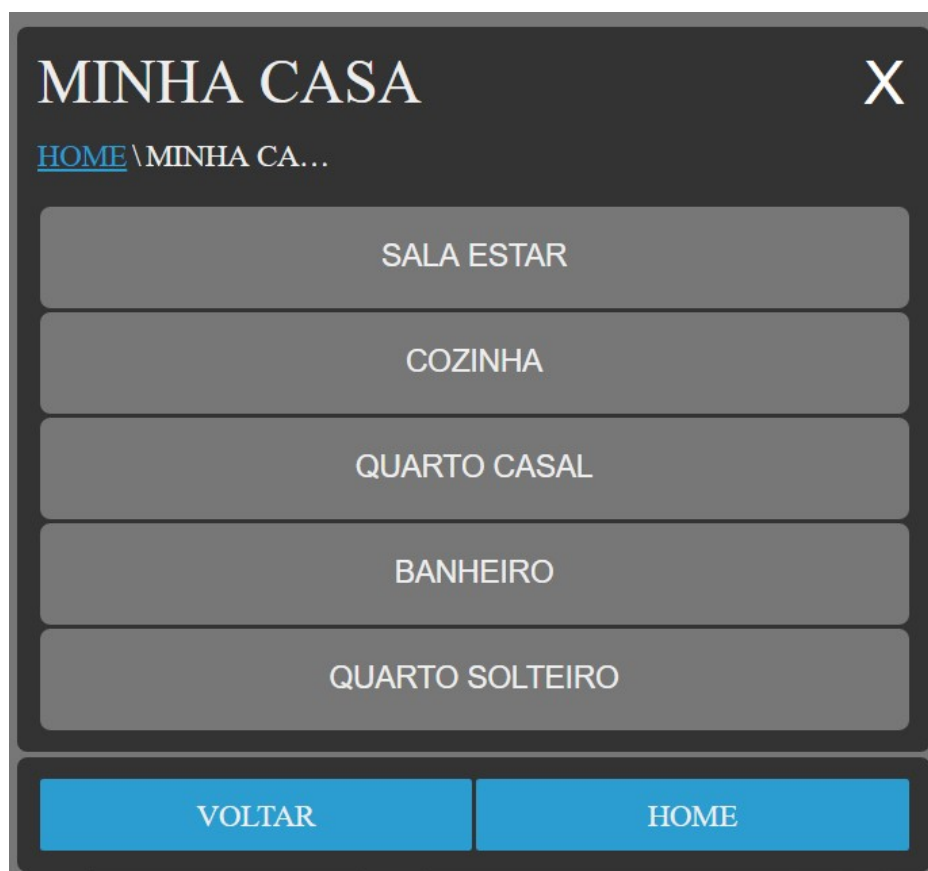 MINHA CASA X
HOME \ MINHA CA...
SALA ESTAR
COZINHA
QUARTO CASAL
BANHEIRO
QUARTO SOLTEIRO
VOLTAR HOME